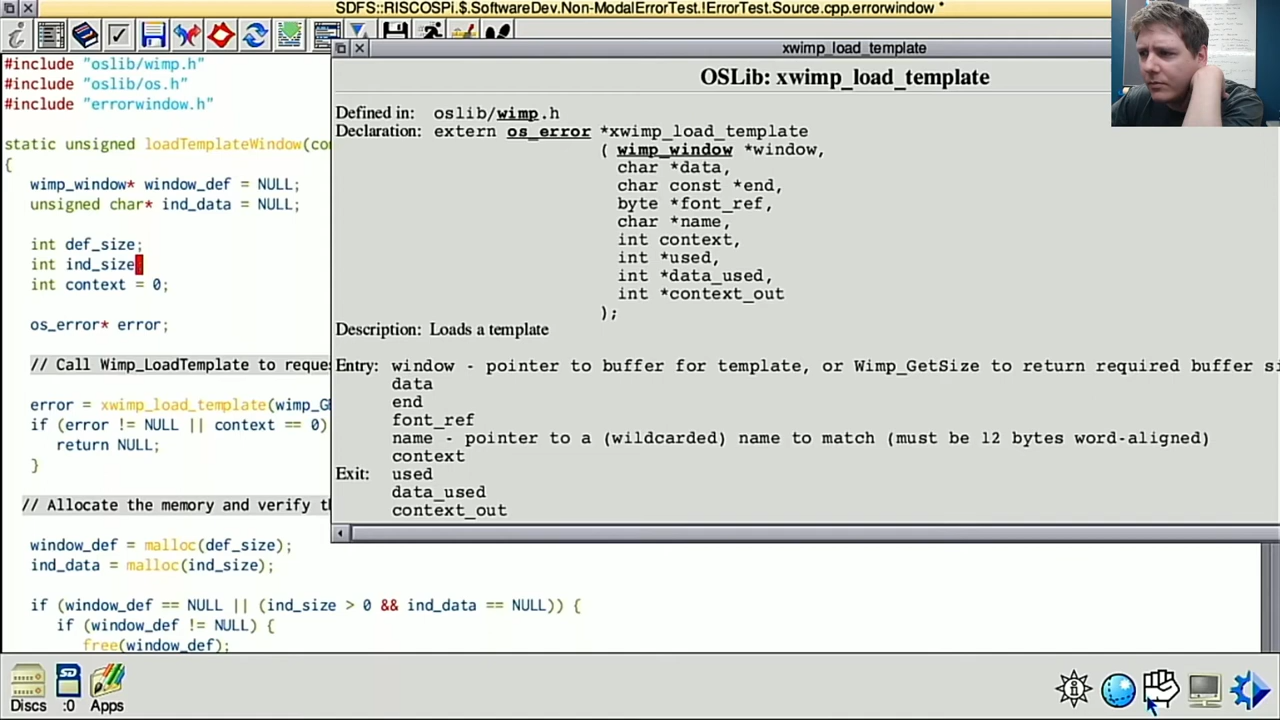 SDFS::RISCOSPi.$.SoftwareDev.Non-ModalErrorTest.!ErrorTest.Source.cpp.errorwindow *
#include "oslib/wimp.h"
#include "oslib/os.h"
#include "errorwindow.h"
static unsigned loadTemplateWindow(co
{
wimp_window* window_def = NULL;
unsigned char* ind_data = NULL;
int def_size;
int ind_size;
int context = 0;
os_error* error;
// Call Wimp_LoadTemplate to reque
error = xwimp_load_template(wimp_G
if (error != NULL || context == 0)
return NULL;
}
// Allocate the memory and verify t
window_def = malloc(def_size);
ind_data = malloc(ind_size);
if (window_def == NULL || (ind_size > 0 && ind_data == NULL)) {
if (window_def != NULL) {
free(window_def);
xwimp_load_template
OSLib: xwimp_load_template
Defined in: oslib/wimp.h
Declaration: extern os_error *xwimp_load_template
( wimp_window *window,
char *data,
char const *end,
byte *font_ref,
char *name,
int context,
int *used,
int *data_used,
int *context_out
);
Description: Loads a template
Entry: window - pointer to buffer for template, or Wimp_GetSize to return required buffer si
data
end
font_ref
name - pointer to a (wildcarded) name to match (must be 12 bytes word-aligned)
context
Exit: used
data_used
context_out
Discs :0 Apps